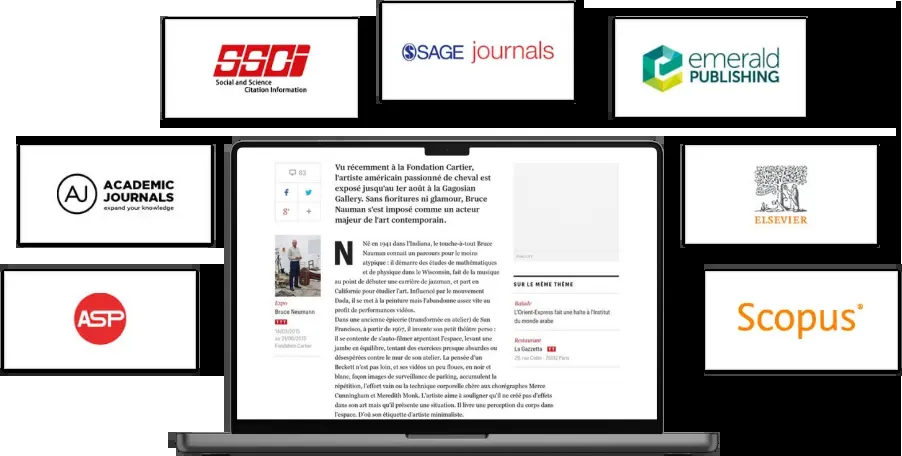 SSCI
Social and Science
Citation Information
SAGE journals
emerald
PUBLISHING
AJ
ACADEMIC
JOURNALS
expand your knowledge
ELSEVIER
ASP
Scopus®
83
f
g+
+
Expo
Bruce Neumann
TTT
Fondation Cartier
Vu récemment à la Fondation Cartier,
l'artiste américain passionné de cheval est
exposé jusqu'au 1er août à la Gagosian
Gallery. Sans fioritures ni glamour, Bruce
Nauman s'est imposé comme un acteur
majeur de l'art contemporain.
Né en 1941 dans l'Indiana, le touche-à-tout Bruce
Nauman connaît un parcours pour le moins
atypique : il démarre des études de mathématiques
et de physique dans le Wisconsin, fait de la musique
au point de débuter une carrière de jazzman, et part en
Californie pour étudier l'art. Influencé par le mouvement
Dada, il se met à la peinture mais l'abandonne assez vite au
profit de performances vidéos.
Dans une ancienne épicerie (transformée en atelier) de San
Francisco, à partir de 1967, il invente son petit théâtre perso :
il se contente de s'auto-filmer arpentant l'espace, levant une
jambe en équilibre, tentant des exercices presque absurdes ou
désespérées contre le mur de son atelier. La pensée d'un
Beckett n'est pas loin, et ses vidéos un peu floues, en noir et
blanc, façon images de surveillance de parking, accumulent la
répétition, l'effort vain ou la technique corporelle chère aux chorégraphes Merce
Cunningham et Meredith Monk. L'artiste aime à souligner qu'il ne crée pas d'effets
dans son art mais qu'il présente une situation. Il livre une perception du corps dans
l'espace. D'où son étiquette d'artiste minimaliste.
SUR LE MÊME THÈME
Balade
L'Orient-Express fait une halte à l'Institut
du monde arabe
Restaurant
La Gazzetta TT